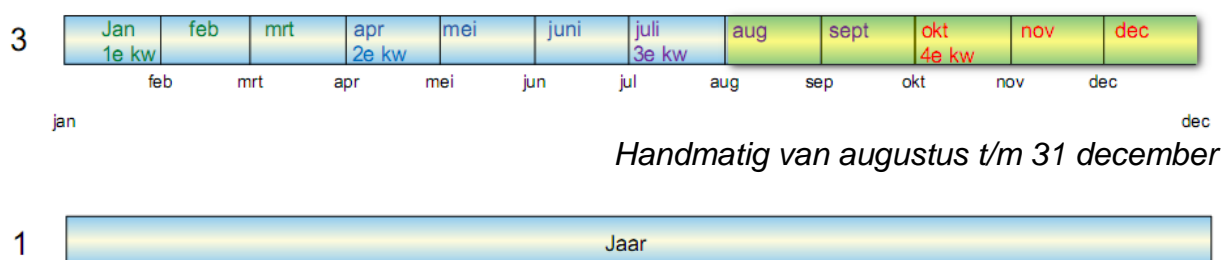 3 Jan feb mrt apr mei juni juli aug sept okt nov dec
1e kw 2e kw 3e kw 4e kw
feb mrt apr mei jun jul aug sep okt nov dec
jan dec
Handmatig van augustus t/m 31 december
1 Jaar